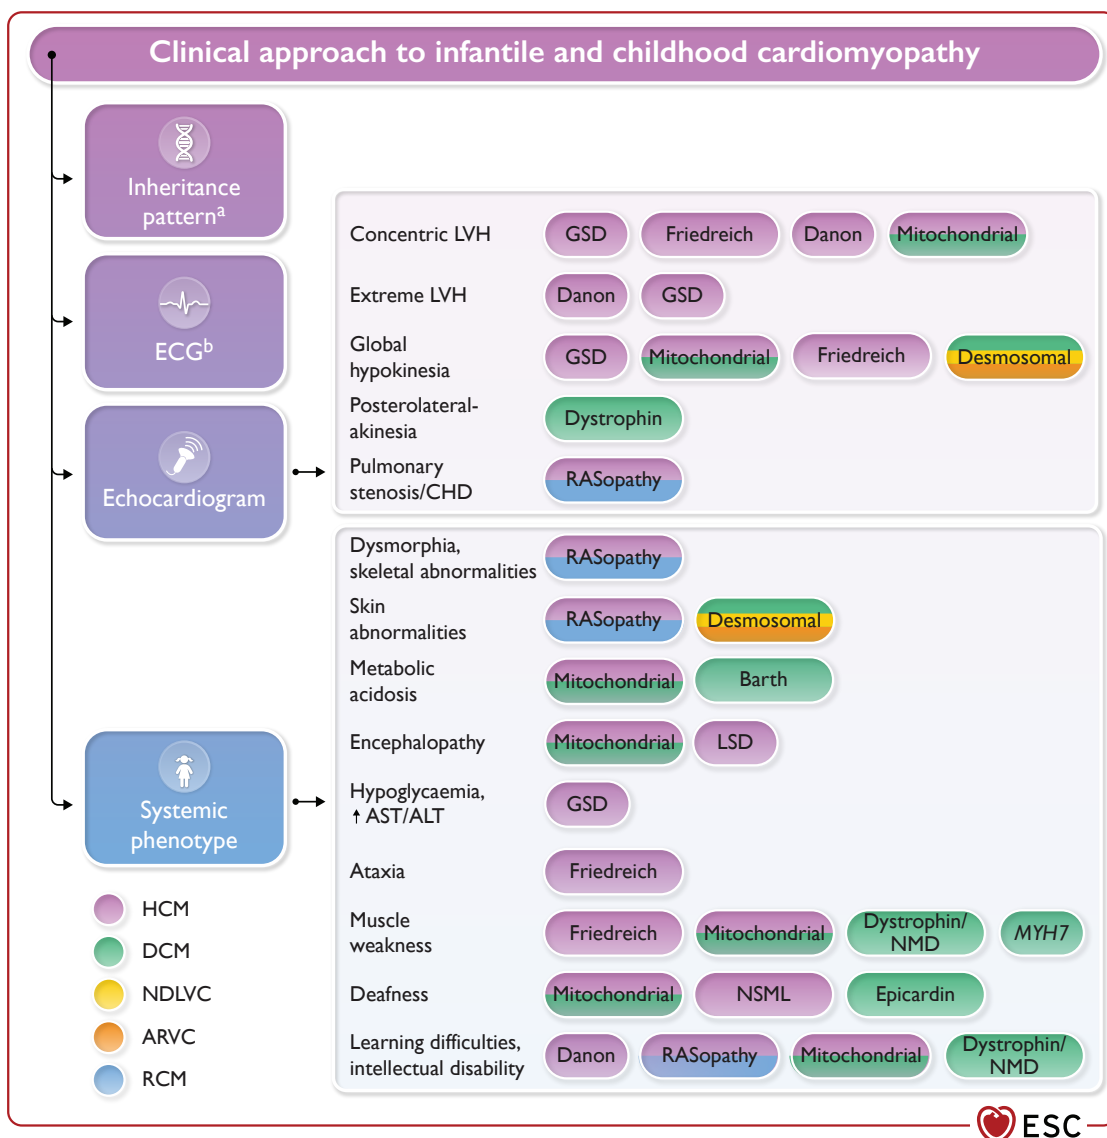 Clinical approach to infantile and childhood cardiomyopathy
Inheritance
patternᵃ
ECGᵇ
Echocardiogram
Concentric LVH GSD Friedreich Danon Mitochondrial
Extreme LVH Danon GSD
Global
hypokinesia GSD Mitochondrial Friedreich Desmosomal
Posterolateral-
akinesia Dystrophin
Pulmonary
stenosis/CHD RASopathy
Systemic
phenotype
Dysmorphia,
skeletal abnormalities RASopathy
Skin
abnormalities RASopathy Desmosomal
Metabolic
acidosis Mitochondrial Barth
Encephalopathy Mitochondrial LSD
Hypoglycaemia,
↑ AST/ALT GSD
Ataxia Friedreich
Muscle
weakness Friedreich Mitochondrial Dystrophin/
NMD MYH7
Deafness Mitochondrial NSML Epicardin
Learning difficulties,
intellectual disability Danon RASopathy Mitochondrial Dystrophin/
NMD
HCM
DCM
NDLVC
ARVC
RCM
ESC